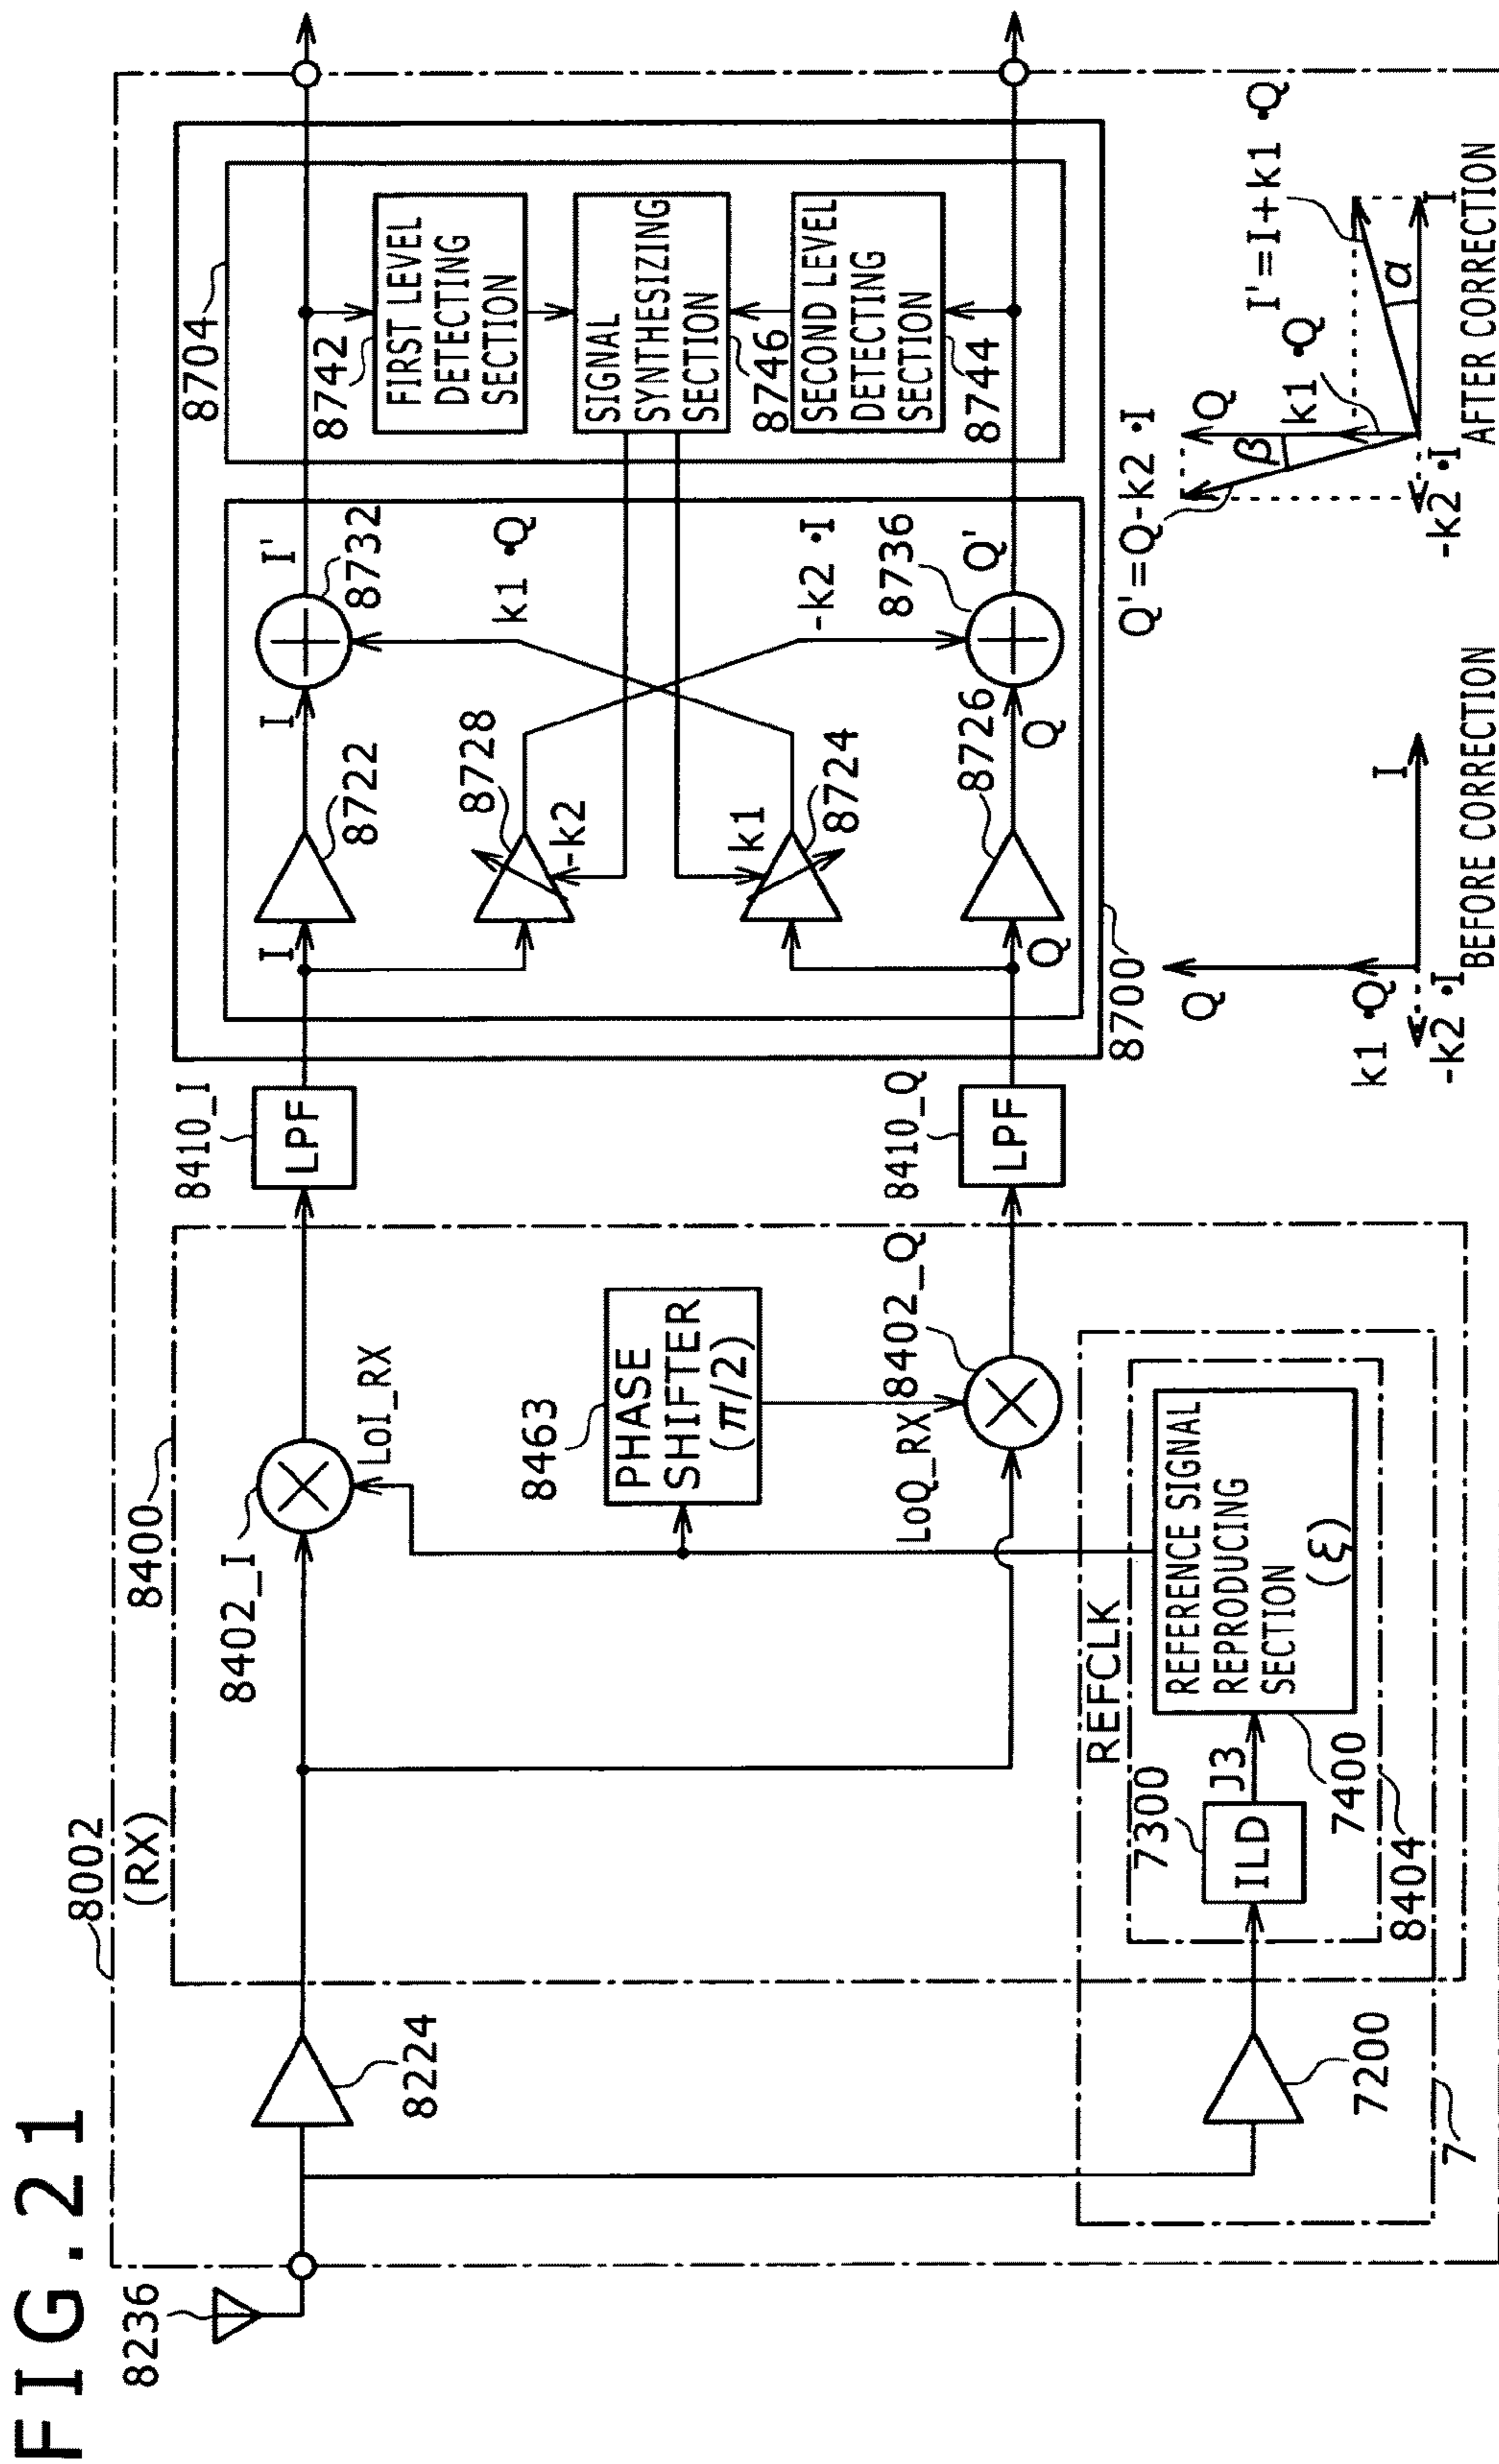 FIG.21
8236
8002
(RX)
8224
8400
8402_I
LoI_RX
8463
PHASE
SHIFTER
(π/2)
LoQ_RX
8402_Q
REFCLK
7300
ILD
J3
REFERENCE SIGNAL
REPRODUCING
SECTION
(ξ)
7400
8404
7200
7
8410_I
LPF
8410_Q
LPF
8700
I
8722
I
8732
I'
8728
-k2
k1
8724
k1・Q
-k2・I
Q
8726
Q
8736
Q'
8704
8742
FIRST LEVEL
DETECTING
SECTION
SIGNAL
SYNTHESIZING
SECTION
8746
SECOND LEVEL
DETECTING
SECTION
8744
Q
k1・Q
-k2・I
I
BEFORE CORRECTION
Q'=Q-k2・I
β
Q
k1・Q
I'=I+k1・Q
α
I
-k2・I
AFTER CORRECTION